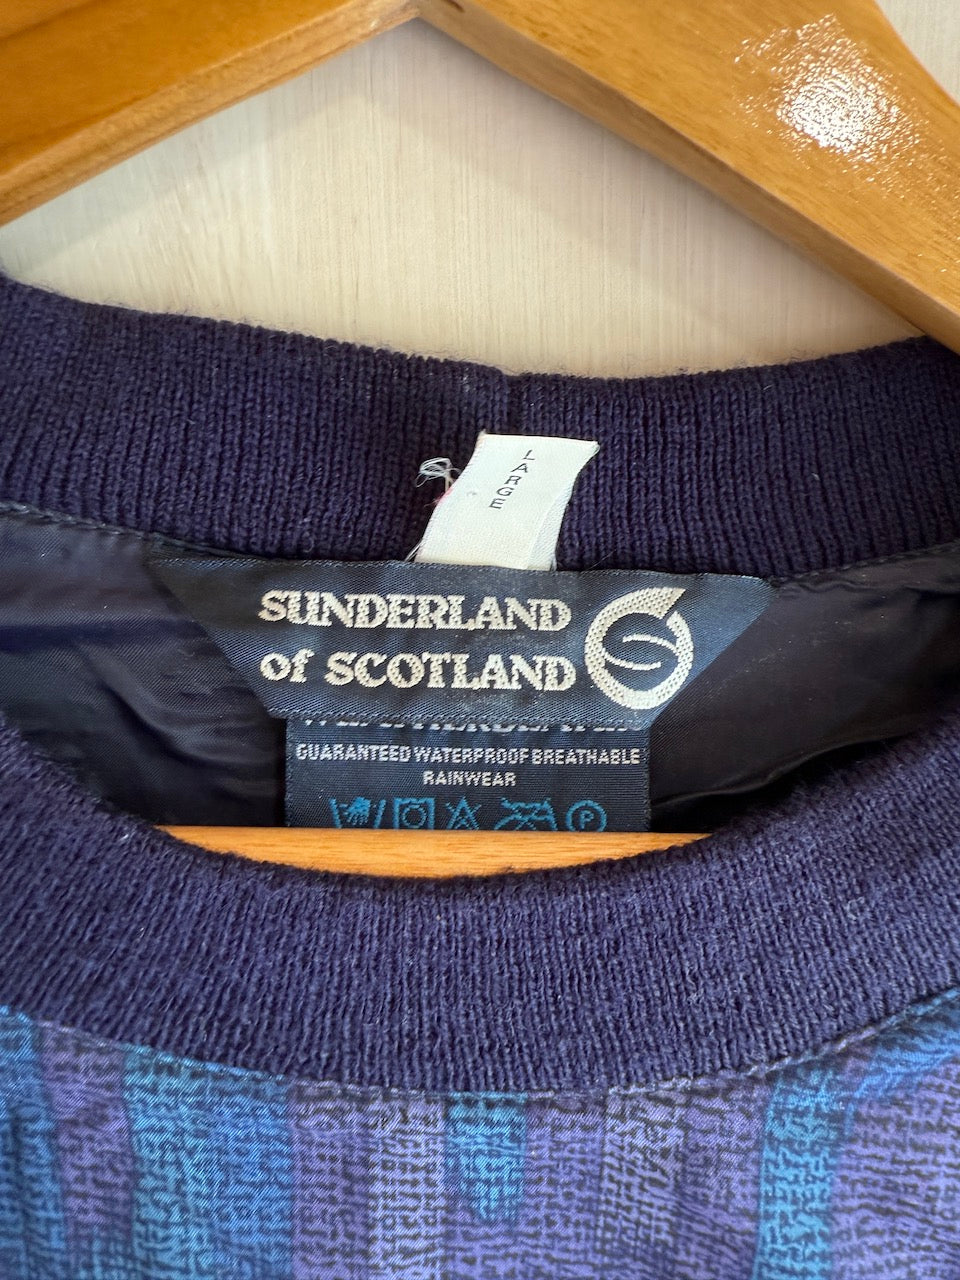 LARGE
SUNDERLAND
of SCOTLAND
GUARANTEED WATERPROOF BREATHABLE
RAINWEAR
P